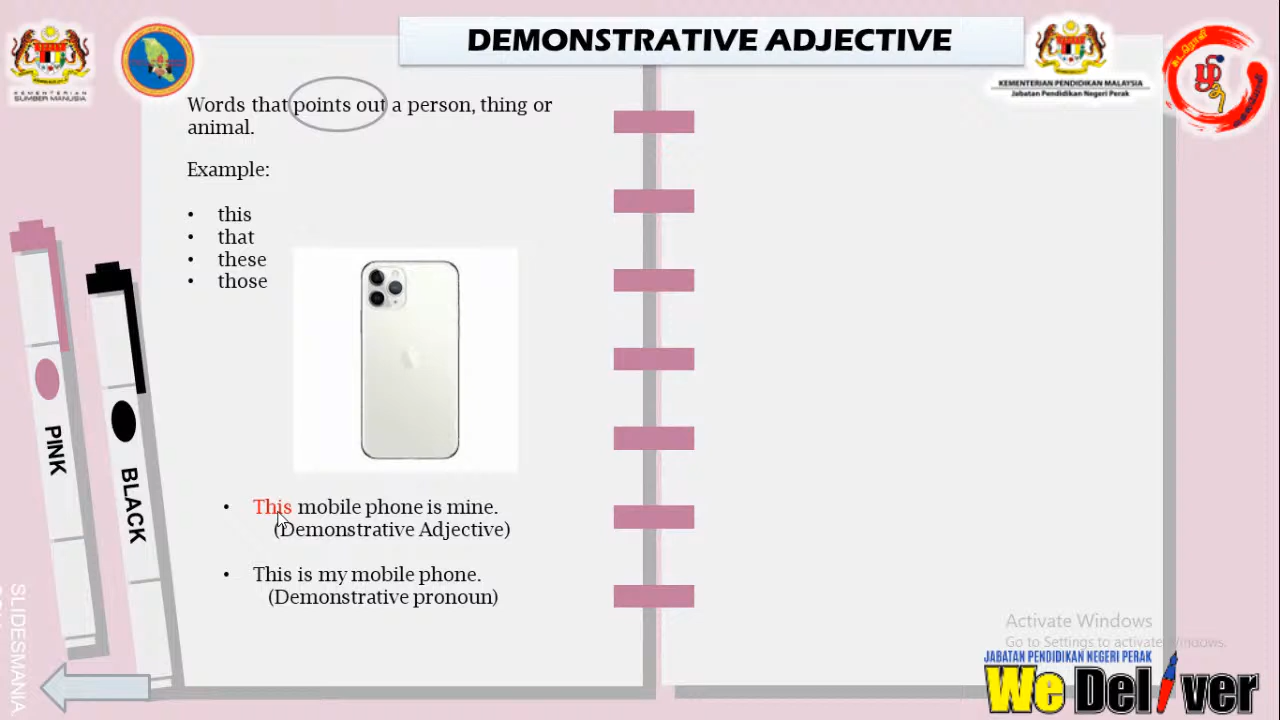 DEMONSTRATIVE ADJECTIVE
KEMENTERIAN
SUMBER MANUSIA
KEMENTERIAN PENDIDIKAN MALAYSIA
Jabatan Pendidikan Negeri Perak
Words that points out a person, thing or
animal.
Example:
• this
• that
• these
• those
• This mobile phone is mine.
(Demonstrative Adjective)
• This is my mobile phone.
(Demonstrative pronoun)
PINK
BLACK
SLIDESMANIA
Activate Windows
Go to Settings to activate Windows.
JABATAN PENDIDIKAN NEGERI PERAK
We Deliver